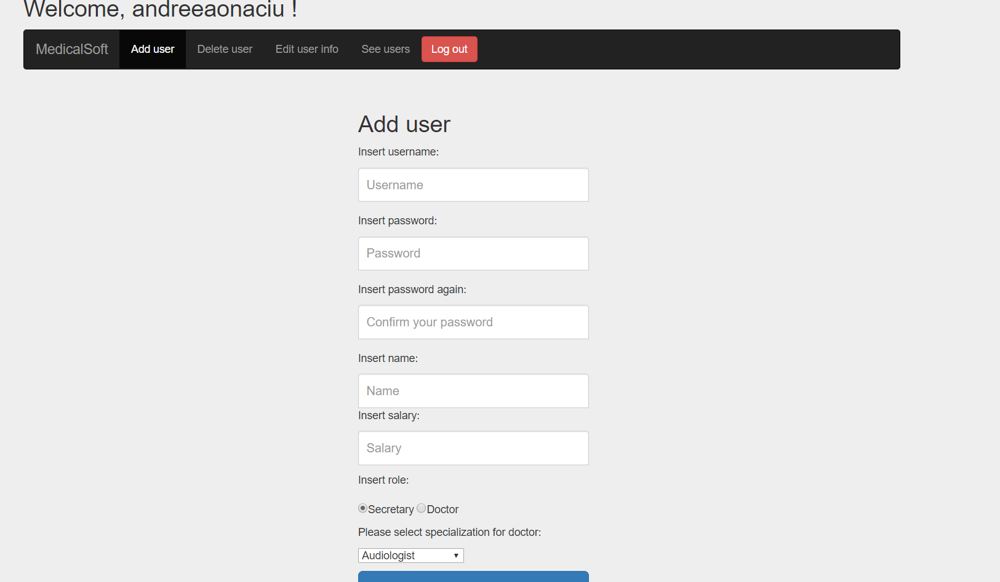 Welcome, andreeaonaciu !
MedicalSoft Add user Delete user Edit user info See users Log out
Add user
Insert username:
Username
Insert password:
Password
Insert password again:
Confirm your password
Insert name:
Name
Insert salary:
Salary
Insert role:
Secretary Doctor
Please select specialization for doctor:
Audiologist